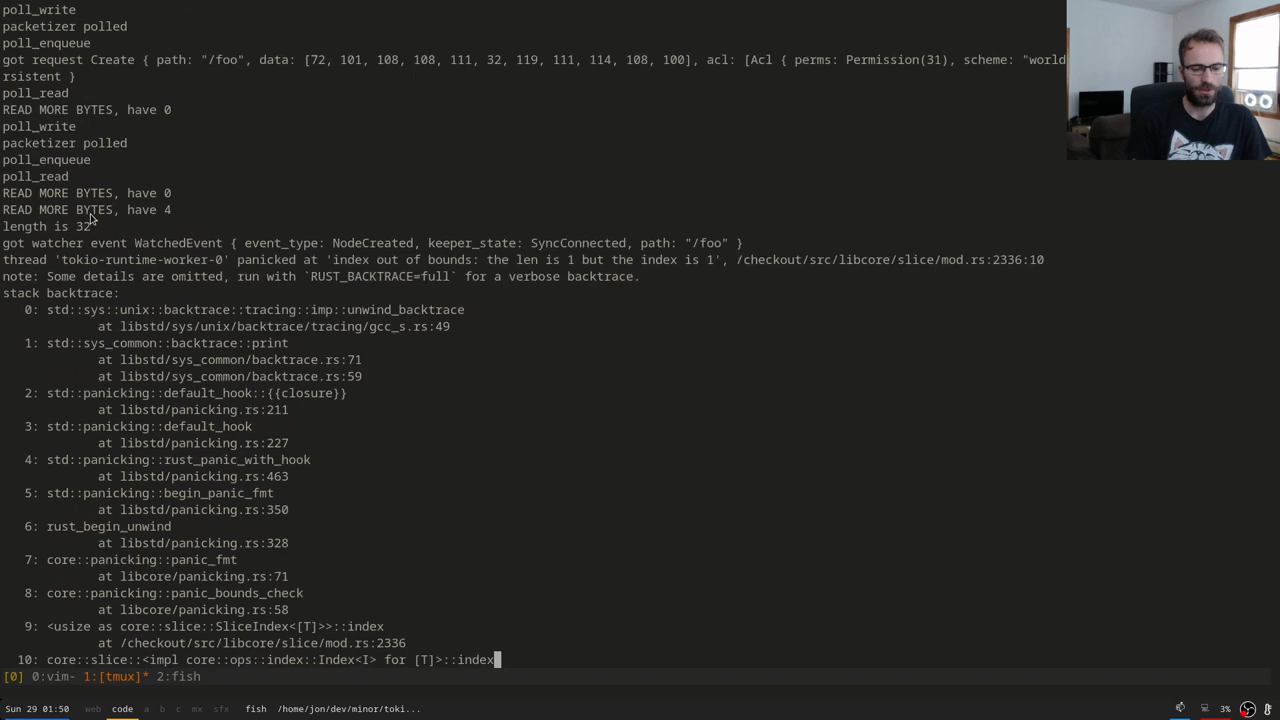 poll_write
packetizer polled
poll_enqueue
got request Create { path: "/foo", data: [72, 101, 108, 108, 111, 32, 119, 111, 114, 108, 100], acl: [Acl { perms: Permission(31), scheme: "world
rsistent }
poll_read
READ MORE BYTES, have 0
poll_write
packetizer polled
poll_enqueue
poll_read
READ MORE BYTES, have 0
READ MORE BYTES, have 4
length is 32
got watcher event WatchedEvent { event_type: NodeCreated, keeper_state: SyncConnected, path: "/foo" }
thread 'tokio-runtime-worker-0' panicked at 'index out of bounds: the len is 1 but the index is 1', /checkout/src/libcore/slice/mod.rs:2336:10
note: Some details are omitted, run with `RUST_BACKTRACE=full` for a verbose backtrace.
stack backtrace:
0: std::sys::unix::backtrace::tracing::imp::unwind_backtrace
at libstd/sys/unix/backtrace/tracing/gcc_s.rs:49
1: std::sys_common::backtrace::print
at libstd/sys_common/backtrace.rs:71
at libstd/sys_common/backtrace.rs:59
2: std::panicking::default_hook::{{closure}}
at libstd/panicking.rs:211
3: std::panicking::default_hook
at libstd/panicking.rs:227
4: std::panicking::rust_panic_with_hook
at libstd/panicking.rs:463
5: std::panicking::begin_panic_fmt
at libstd/panicking.rs:350
6: rust_begin_unwind
at libstd/panicking.rs:328
7: core::panicking::panic_fmt
at libcore/panicking.rs:71
8: core::panicking::panic_bounds_check
at libcore/panicking.rs:58
9: <usize as core::slice::SliceIndex<[T]>>::index
at /checkout/src/libcore/slice/mod.rs:2336
10: core::slice::<impl core::ops::index::Index<I> for [T]>::index
[0] 0:vim- 1:[tmux]* 2:fish
Sun 29 01:50 web code a b c mx sfx fish /home/jon/dev/minor/toki... 3%